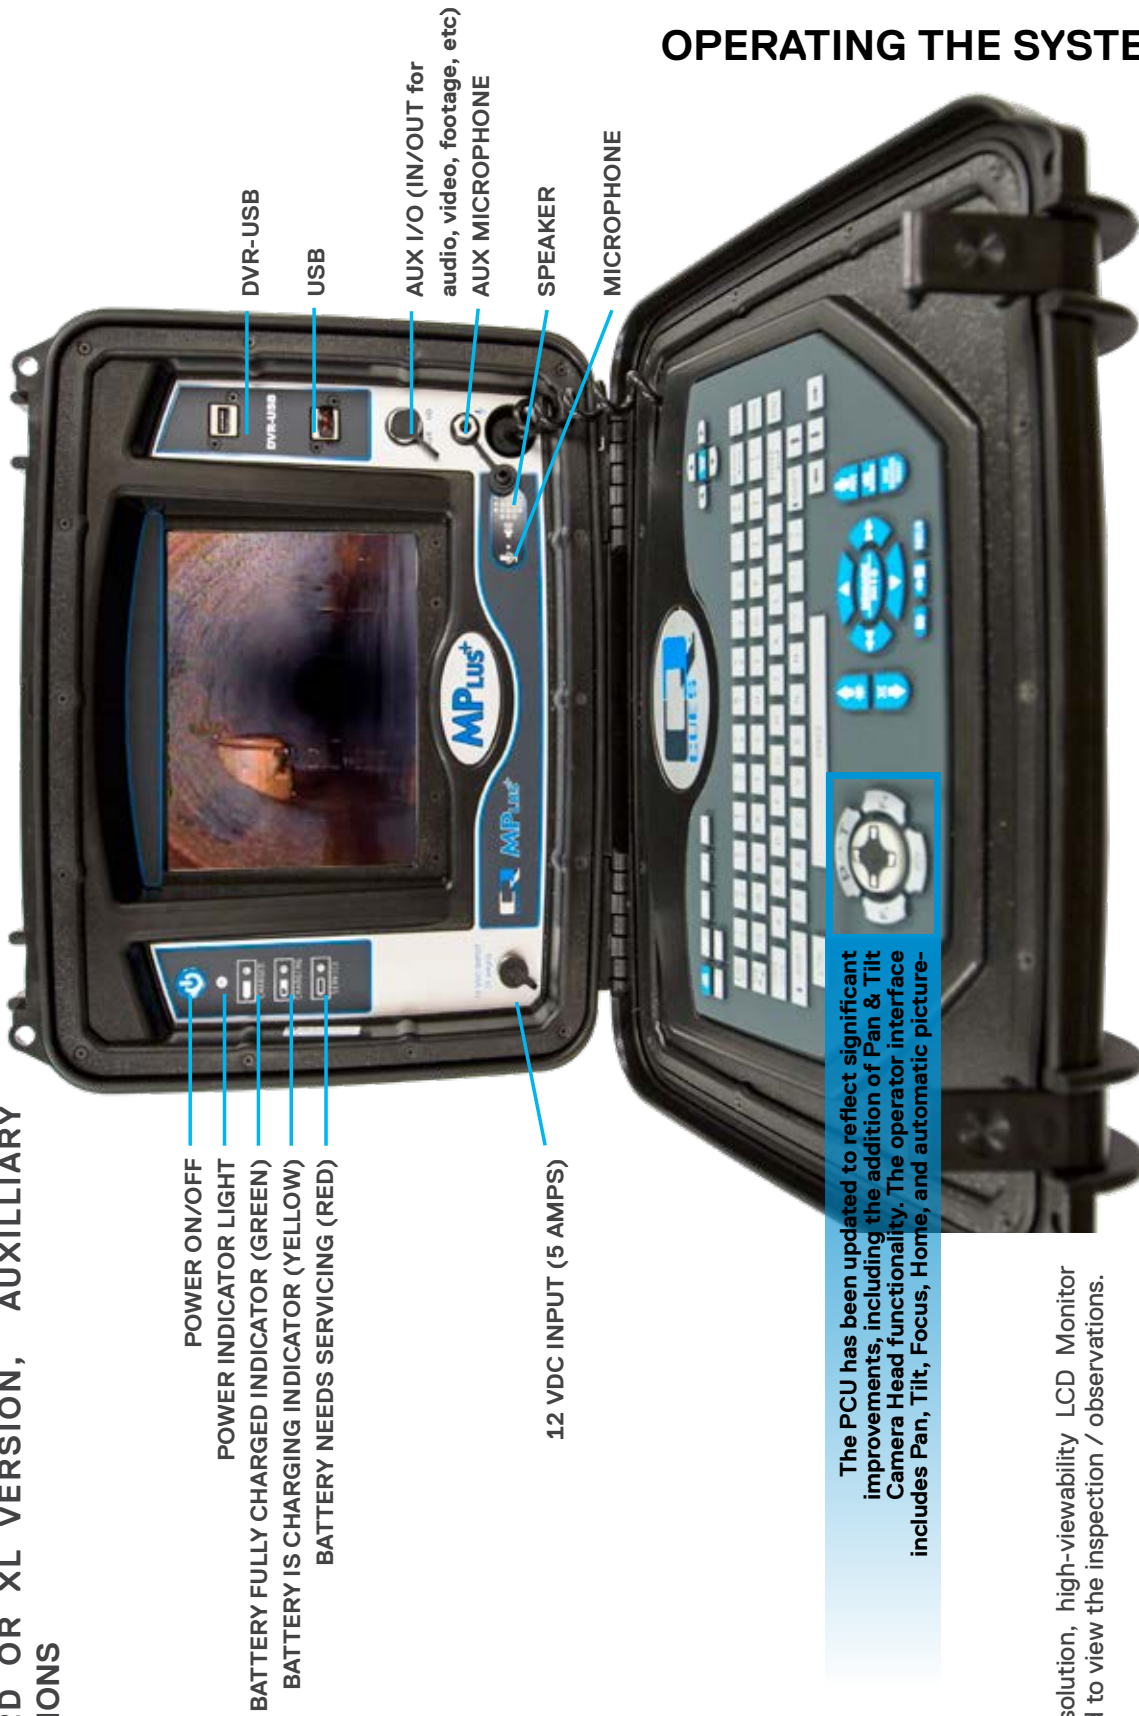 OPERATING THE SYSTE
RD OR XL VERSION, AUXILLIARY
IONS
POWER ON/OFF
POWER INDICATOR LIGHT
BATTERY FULLY CHARGED INDICATOR (GREEN)
BATTERY IS CHARGING INDICATOR (YELLOW)
BATTERY NEEDS SERVICING (RED)
12 VDC INPUT (5 AMPS)
DVR-USB
USB
AUX I/O (IN/OUT for
audio, video, footage, etc)
AUX MICROPHONE
SPEAKER
MICROPHONE
DVR-USB
MPLUS+
MPLUS+
CUES
The PCU has been updated to reflect significant
improvements, including the addition of Pan & Tilt
Camera Head functionality. The operator interface
includes Pan, Tilt, Focus, Home, and automatic picture-
solution, high-viewability LCD Monitor
d to view the inspection / observations.